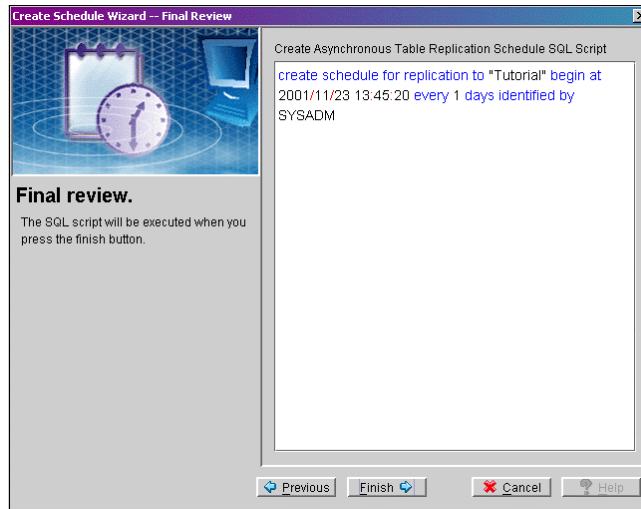 Create Schedule Wizard -- Final Review
Create Asynchronous Table Replication Schedule SQL Script
create schedule for replication to "Tutorial" begin at
2001/11/23 13:45:20 every 1 days identified by
SYSADM
Final review.
The SQL script will be executed when you
press the finish button.
Previous
Finish
Cancel
Help